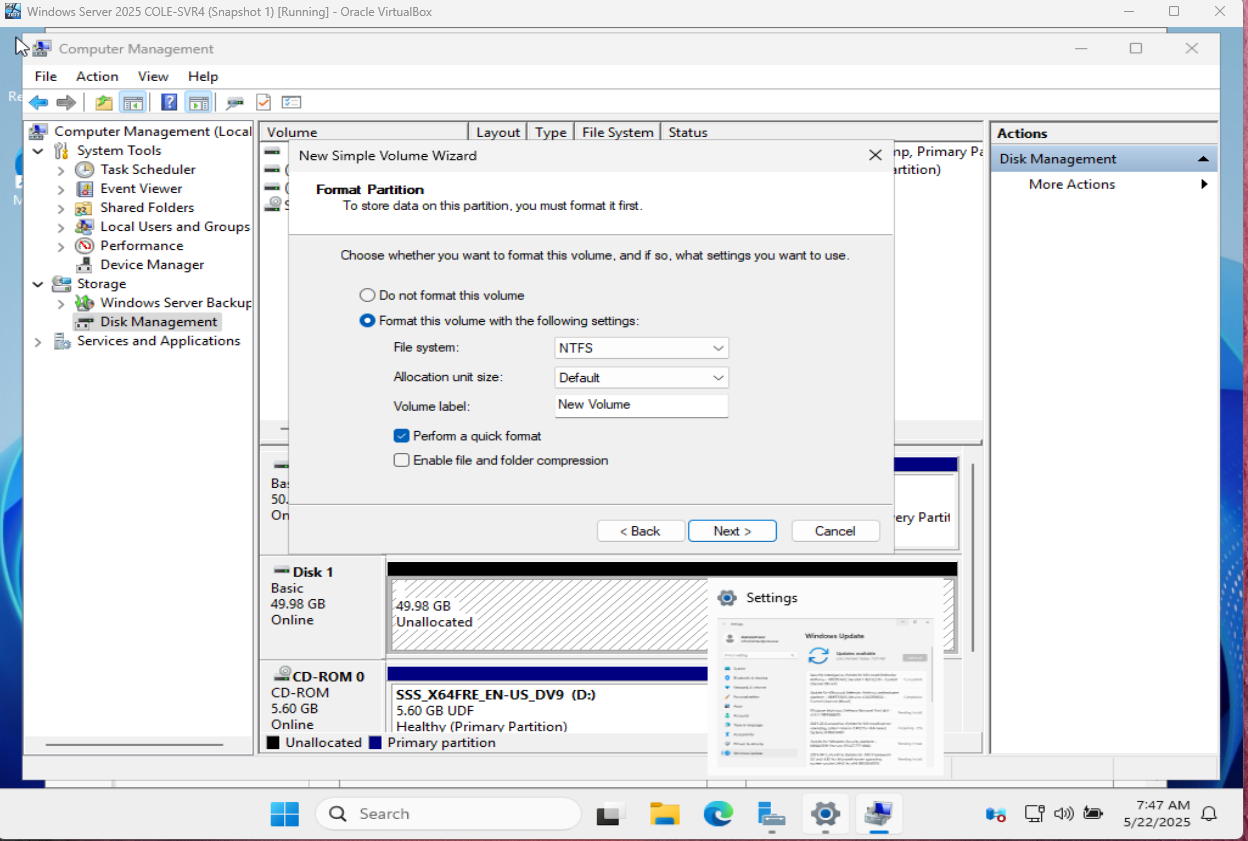 Windows Server 2025 COLE-SVR4 (Snapshot 1) [Running] - Oracle VirtualBox
Computer Management
File Action View Help
Re
Computer Management (Local
System Tools
Task Scheduler
Event Viewer
Shared Folders
Local Users and Groups
Performance
Device Manager
Storage
Windows Server Backup
Disk Management
Services and Applications
Volume Layout Type File System Status
mp, Primary Pa
artition)
New Simple Volume Wizard
Format Partition
To store data on this partition, you must format it first.
Choose whether you want to format this volume, and if so, what settings you want to use.
Do not format this volume
Format this volume with the following settings:
File system: NTFS
Allocation unit size: Default
Volume label: New Volume
Perform a quick format
Enable file and folder compression
< Back Next > Cancel
Bas
50.
On
ery Partit
Disk 1
Basic
49.98 GB
Online
49.98 GB
Unallocated
CD-ROM 0
CD-ROM
5.60 GB
Online
SSS_X64FRE_EN-US_DV9 (D:)
5.60 GB UDF
Healthy (Primary Partition)
Unallocated Primary partition
Actions
Disk Management
More Actions
Settings
Windows Update
Updates available
Search
7:47 AM
5/22/2025